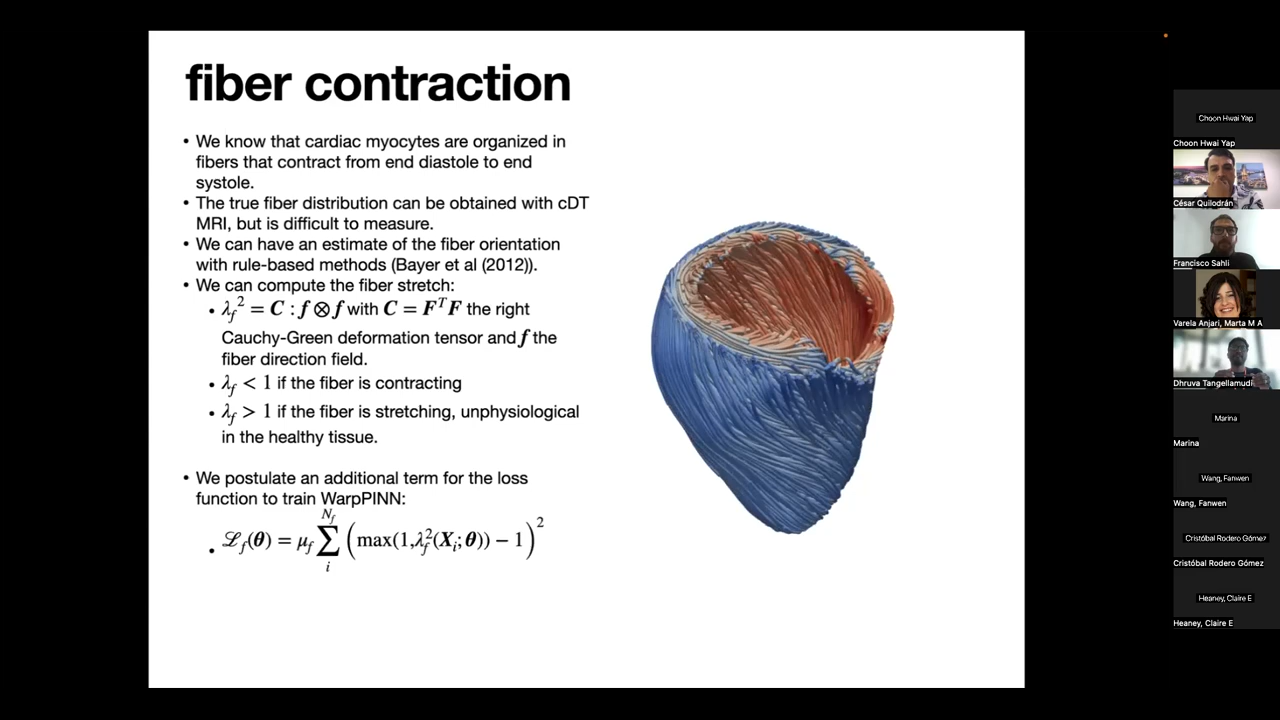 fiber contraction
• We know that cardiac myocytes are organized in
fibers that contract from end diastole to end
systole.
• The true fiber distribution can be obtained with cDT
MRI, but is difficult to measure.
• We can have an estimate of the fiber orientation
with rule-based methods (Bayer et al (2012)).
• We can compute the fiber stretch:
• λ_f² = C : f ⊗ f with C = FᵀF the right
Cauchy-Green deformation tensor and f the
fiber direction field.
• λ_f < 1 if the fiber is contracting
• λ_f > 1 if the fiber is stretching, unphysiological
in the healthy tissue.
• We postulate an additional term for the loss
function to train WarpPINN:
• ℒ_f(θ) = μ_f ∑_i^{N_f} (max(1,λ_f²(X_i; θ)) − 1)²
Choon Hwai Yap
Choon Hwai Yap
César Quilodrán
Francisco Sahli
Varela Anjari, Marta M A
Dhruva Tangellamudi
Marina
Marina
Wang, Fanwen
Wang, Fanwen
Cristóbal Rodero Gómez
Cristóbal Rodero Gómez
Heaney, Claire E
Heaney, Claire E